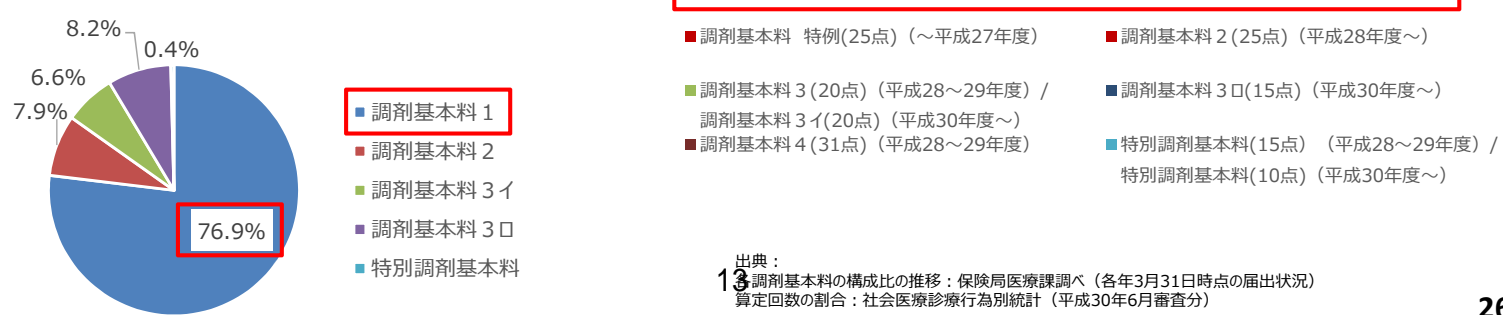 8.2%
0.4%
6.6%
7.9%
76.9%
調剤基本料1
調剤基本料2
調剤基本料3イ
調剤基本料3ロ
特別調剤基本料
調剤基本料 特例(25点)（～平成27年度）
調剤基本料2(25点)（平成28年度～）
調剤基本料3(20点)（平成28～29年度）/
調剤基本料3イ(20点)（平成30年度～）
調剤基本料3ロ(15点)（平成30年度～）
調剤基本料4(31点)（平成28～29年度）
特別調剤基本料(15点)（平成28～29年度）/
特別調剤基本料(10点)（平成30年度～）
出典：
各調剤基本料の構成比の推移：保険局医療課調べ（各年3月31日時点の届出状況）
算定回数の割合：社会医療診療行為別統計（平成30年6月審査分）
13
26